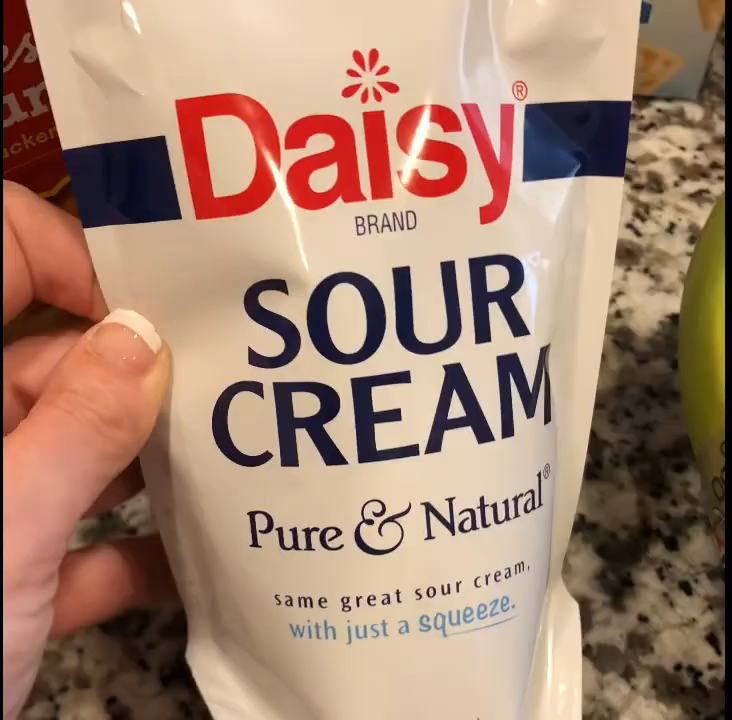 Daisy®
BRAND
SOUR
CREAM
Pure & Natural®
same great sour cream,
with just a squeeze.